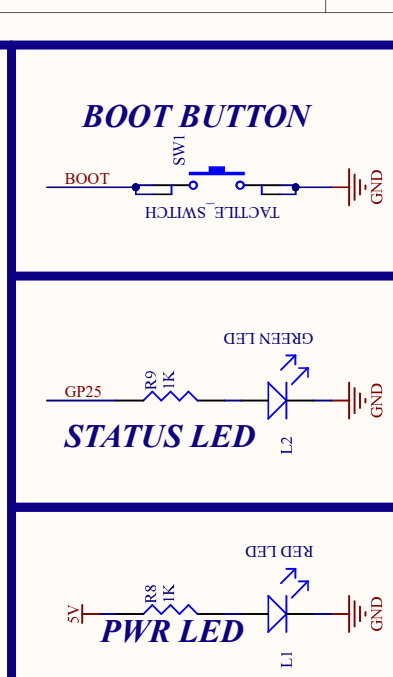 BOOT BUTTON
SW1
BOOT
GND
TACTILE_SWITCH
GREEN LED
GP25
R9
1K
L2
GND
STATUS LED
RED LED
5V
R8
1K
L1
GND
PWR LED